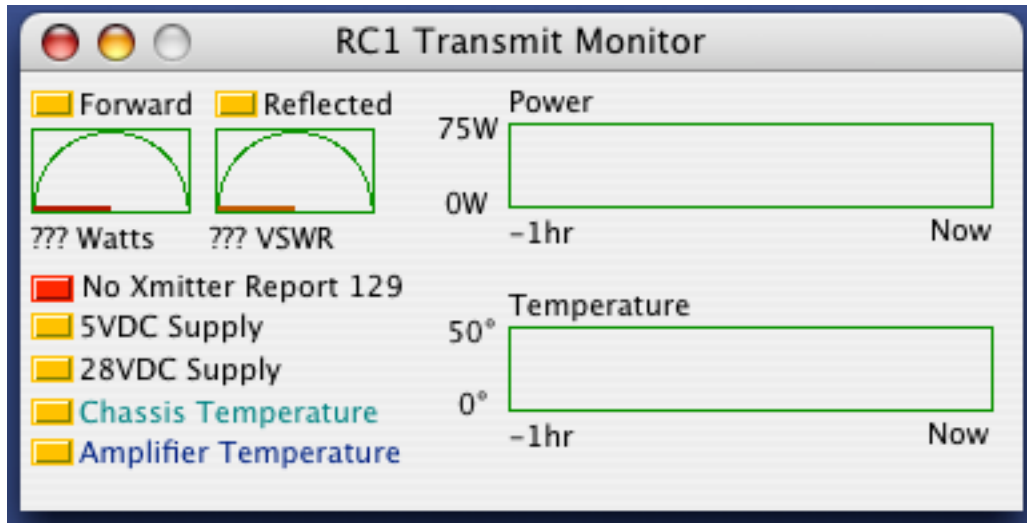 RC1 Transmit Monitor
Forward
Reflected
??? Watts
??? VSWR
No Xmitter Report 129
5VDC Supply
28VDC Supply
Chassis Temperature
Amplifier Temperature
Power
75W
0W
-1hr
Now
Temperature
50°
0°
-1hr
Now